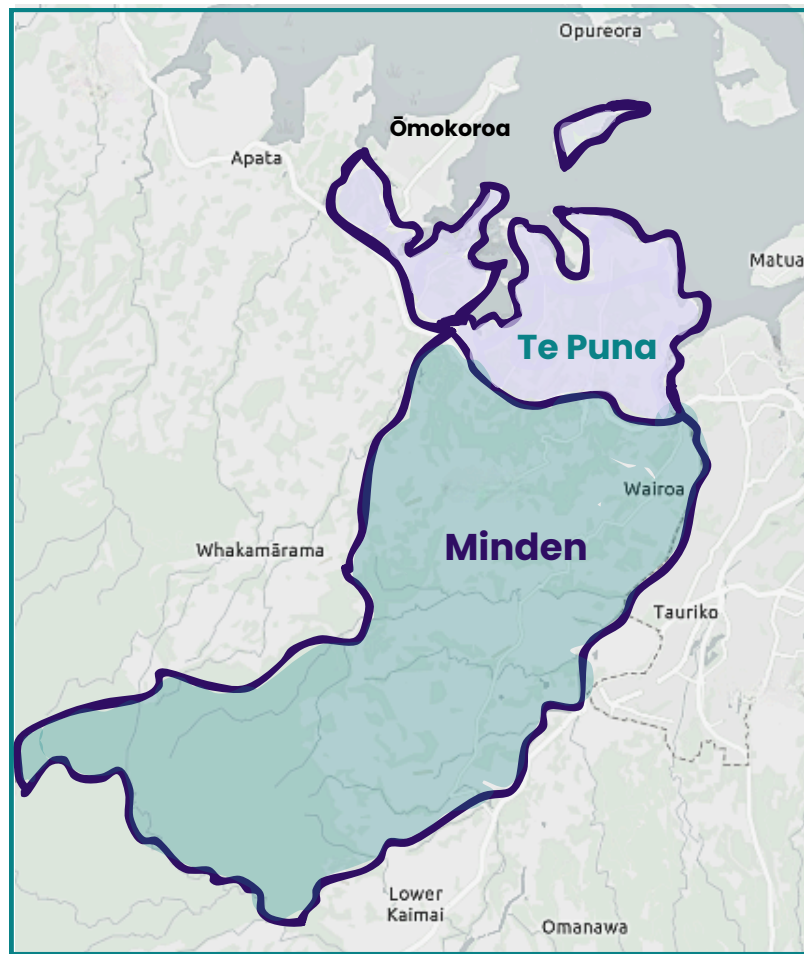 Opureora
Ōmokoroa
Apata
Matua
Te Puna
Wairoa
Minden
Whakamārama
Tauriko
Lower
Kaimai
Omanawa